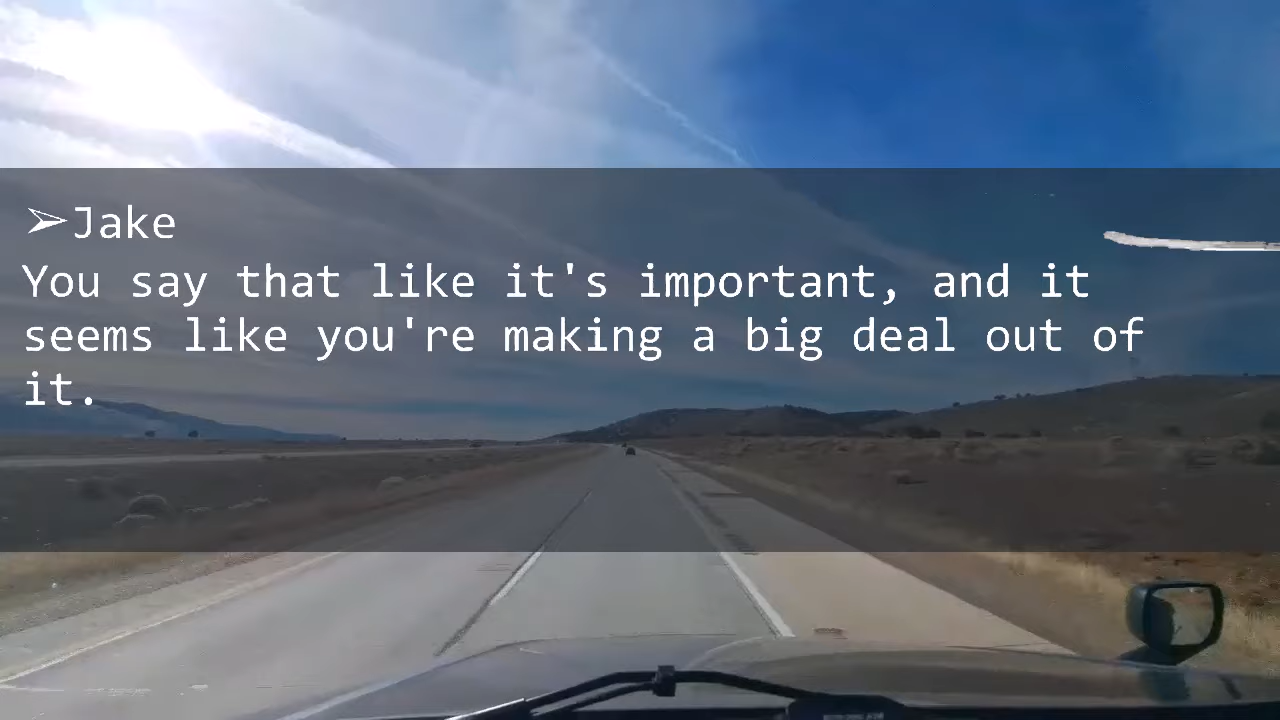 ➢Jake
You say that like it's important, and it
seems like you're making a big deal out of
it.